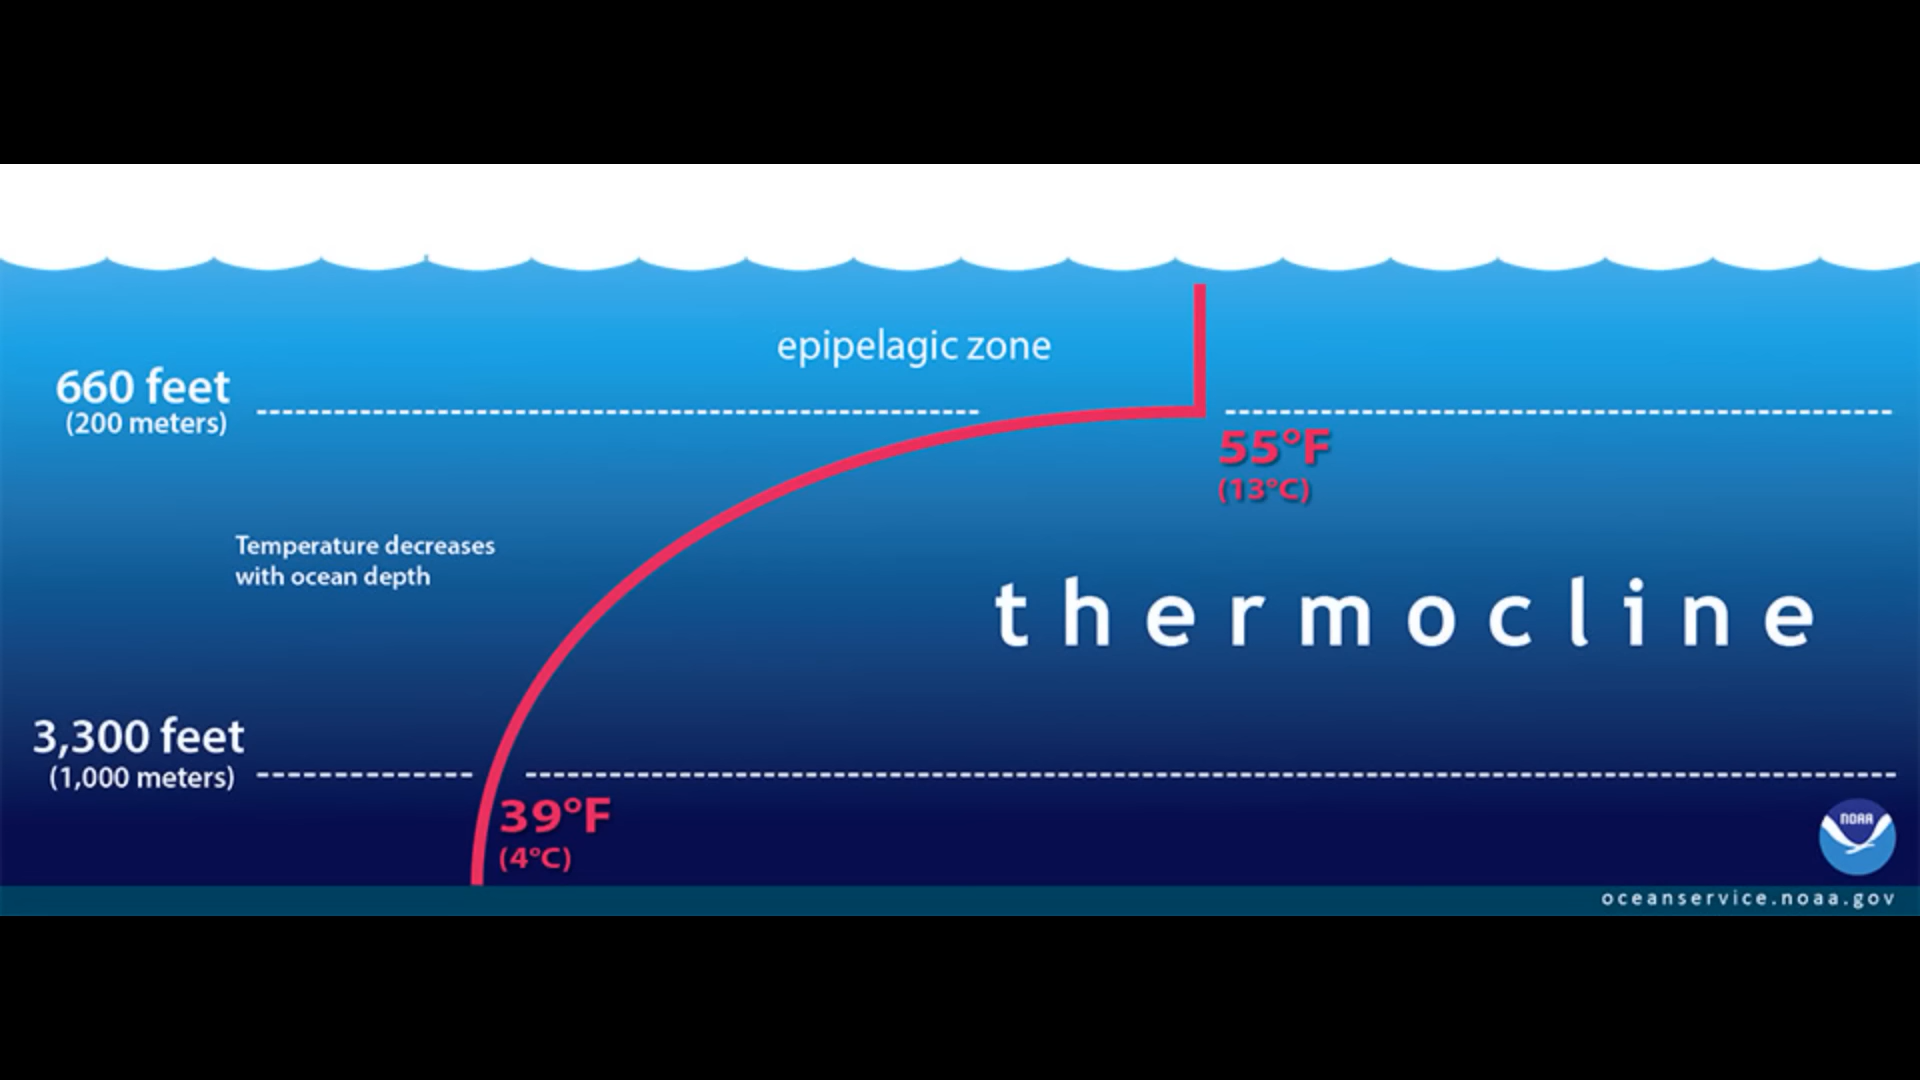 epipelagic zone
660 feet
(200 meters)
55°F
(13°C)
Temperature decreases
with ocean depth
thermocline
3,300 feet
(1,000 meters)
39°F
(4°C)
NOAA
oceanservice.noaa.gov